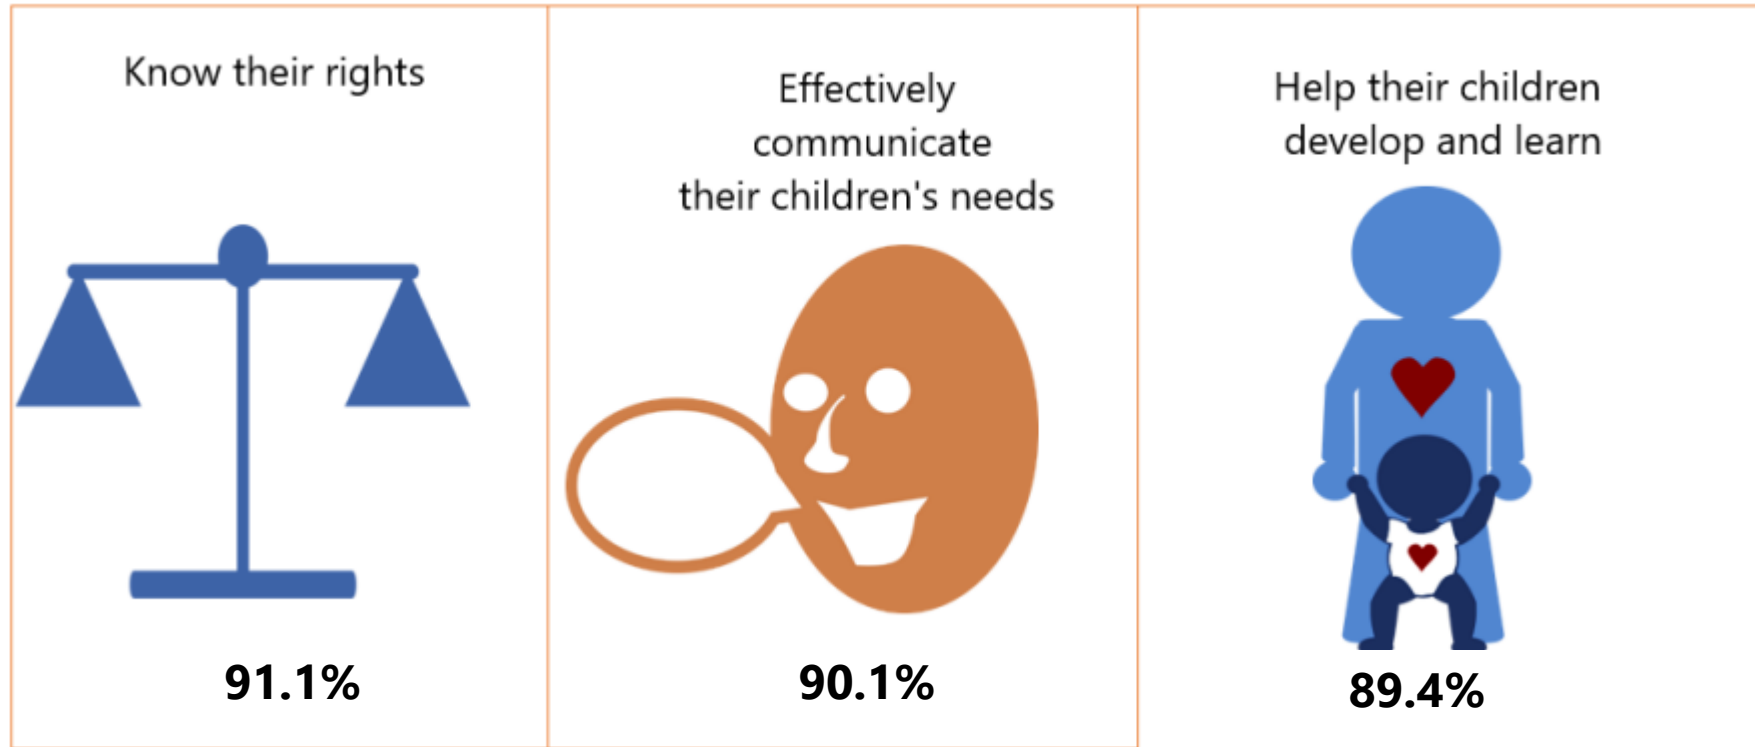 Know their rights
91.1%
Effectively
communicate
their children's needs
90.1%
Help their children
develop and learn
89.4%